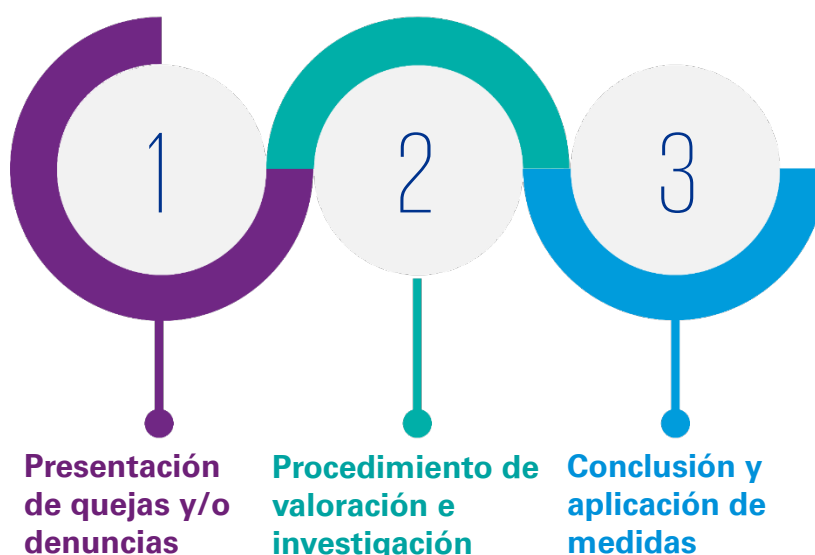 1
2
3
Presentación
de quejas y/o
denuncias
Procedimiento de
valoración e
investigación
Conclusión y
aplicación de
medidas